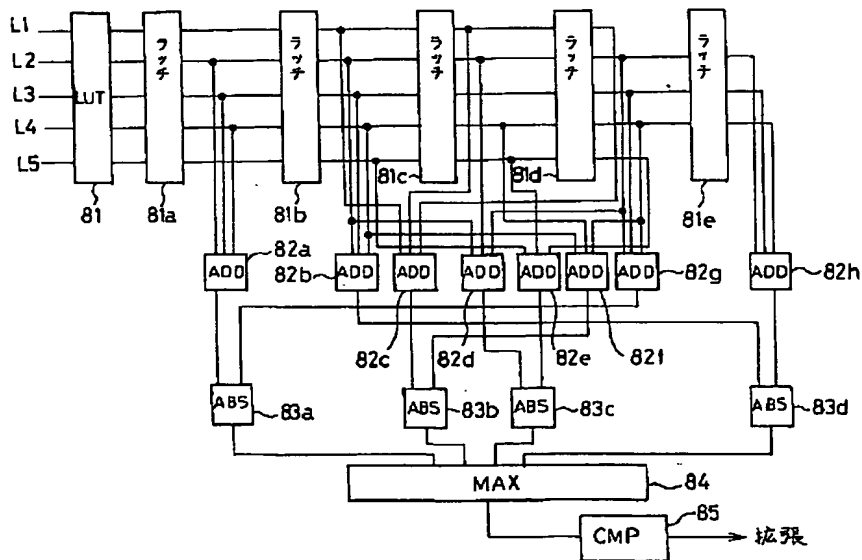 L1
L2
L3
L4
L5
LUT
ラッチ
ラッチ
ラッチ
ラッチ
ラッチ
81
81a
81b
81c
81d
81e
ADD
82a
ADD
82b
ADD
82c
ADD
82d
ADD
82e
ADD
82f
ADD
82g
ADD
82h
ABS
83a
ABS
83b
ABS
83c
ABS
83d
MAX
84
CMP
85
拡張